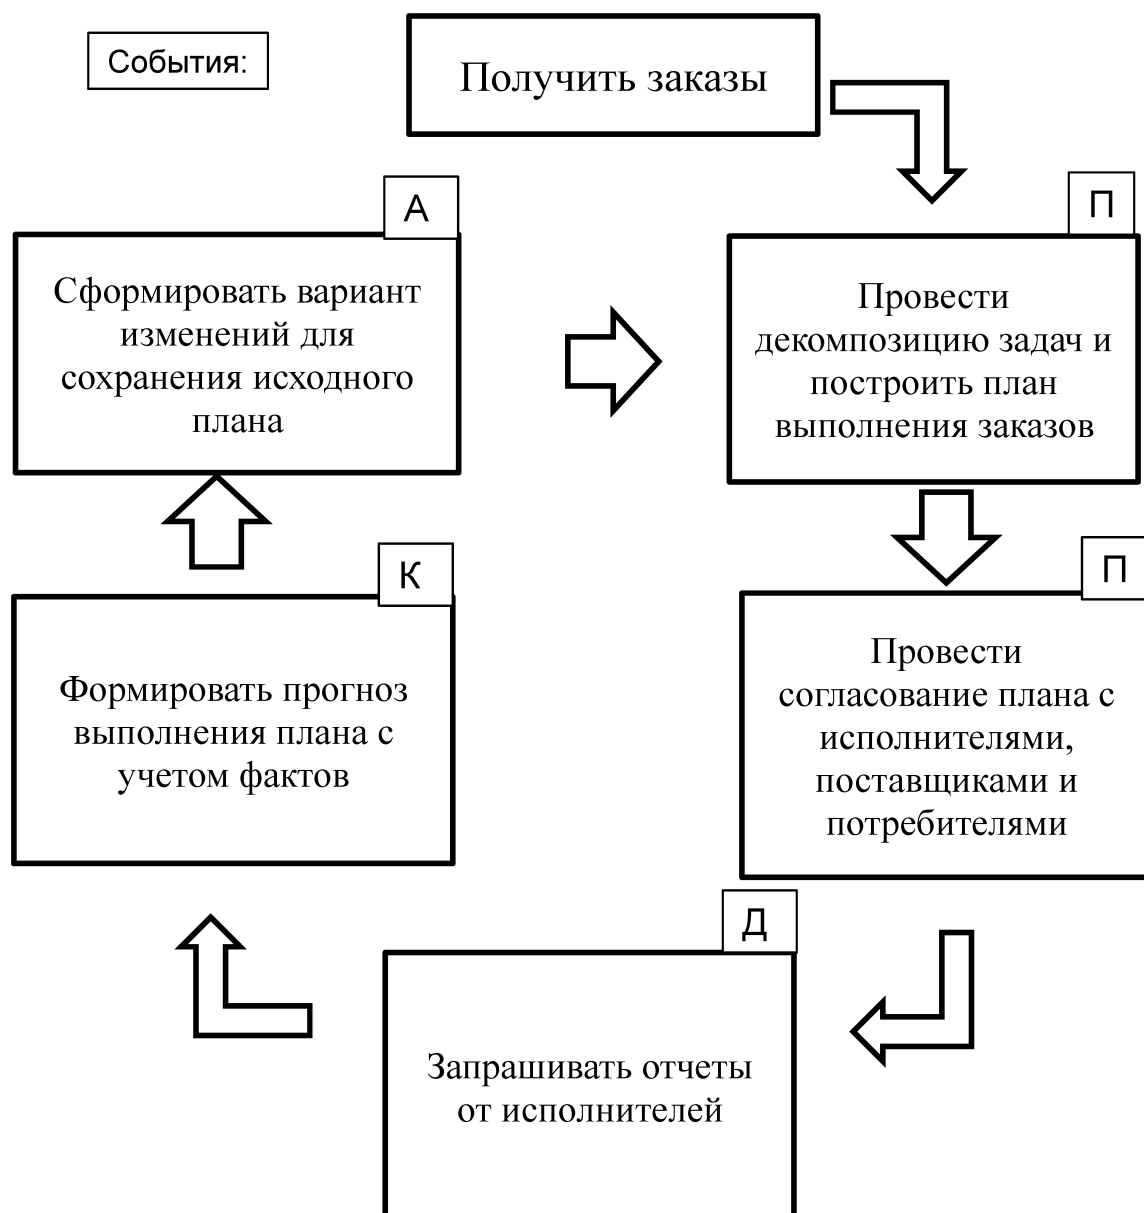 События:
Получить заказы
А
Сформировать вариант
изменений для
сохранения исходного
плана
П
Провести
декомпозицию задач и
построить план
выполнения заказов
К
Формировать прогноз
выполнения плана с
учетом фактов
П
Провести
согласование плана с
исполнителями,
поставщиками и
потребителями
Д
Запрашивать отчеты
от исполнителей